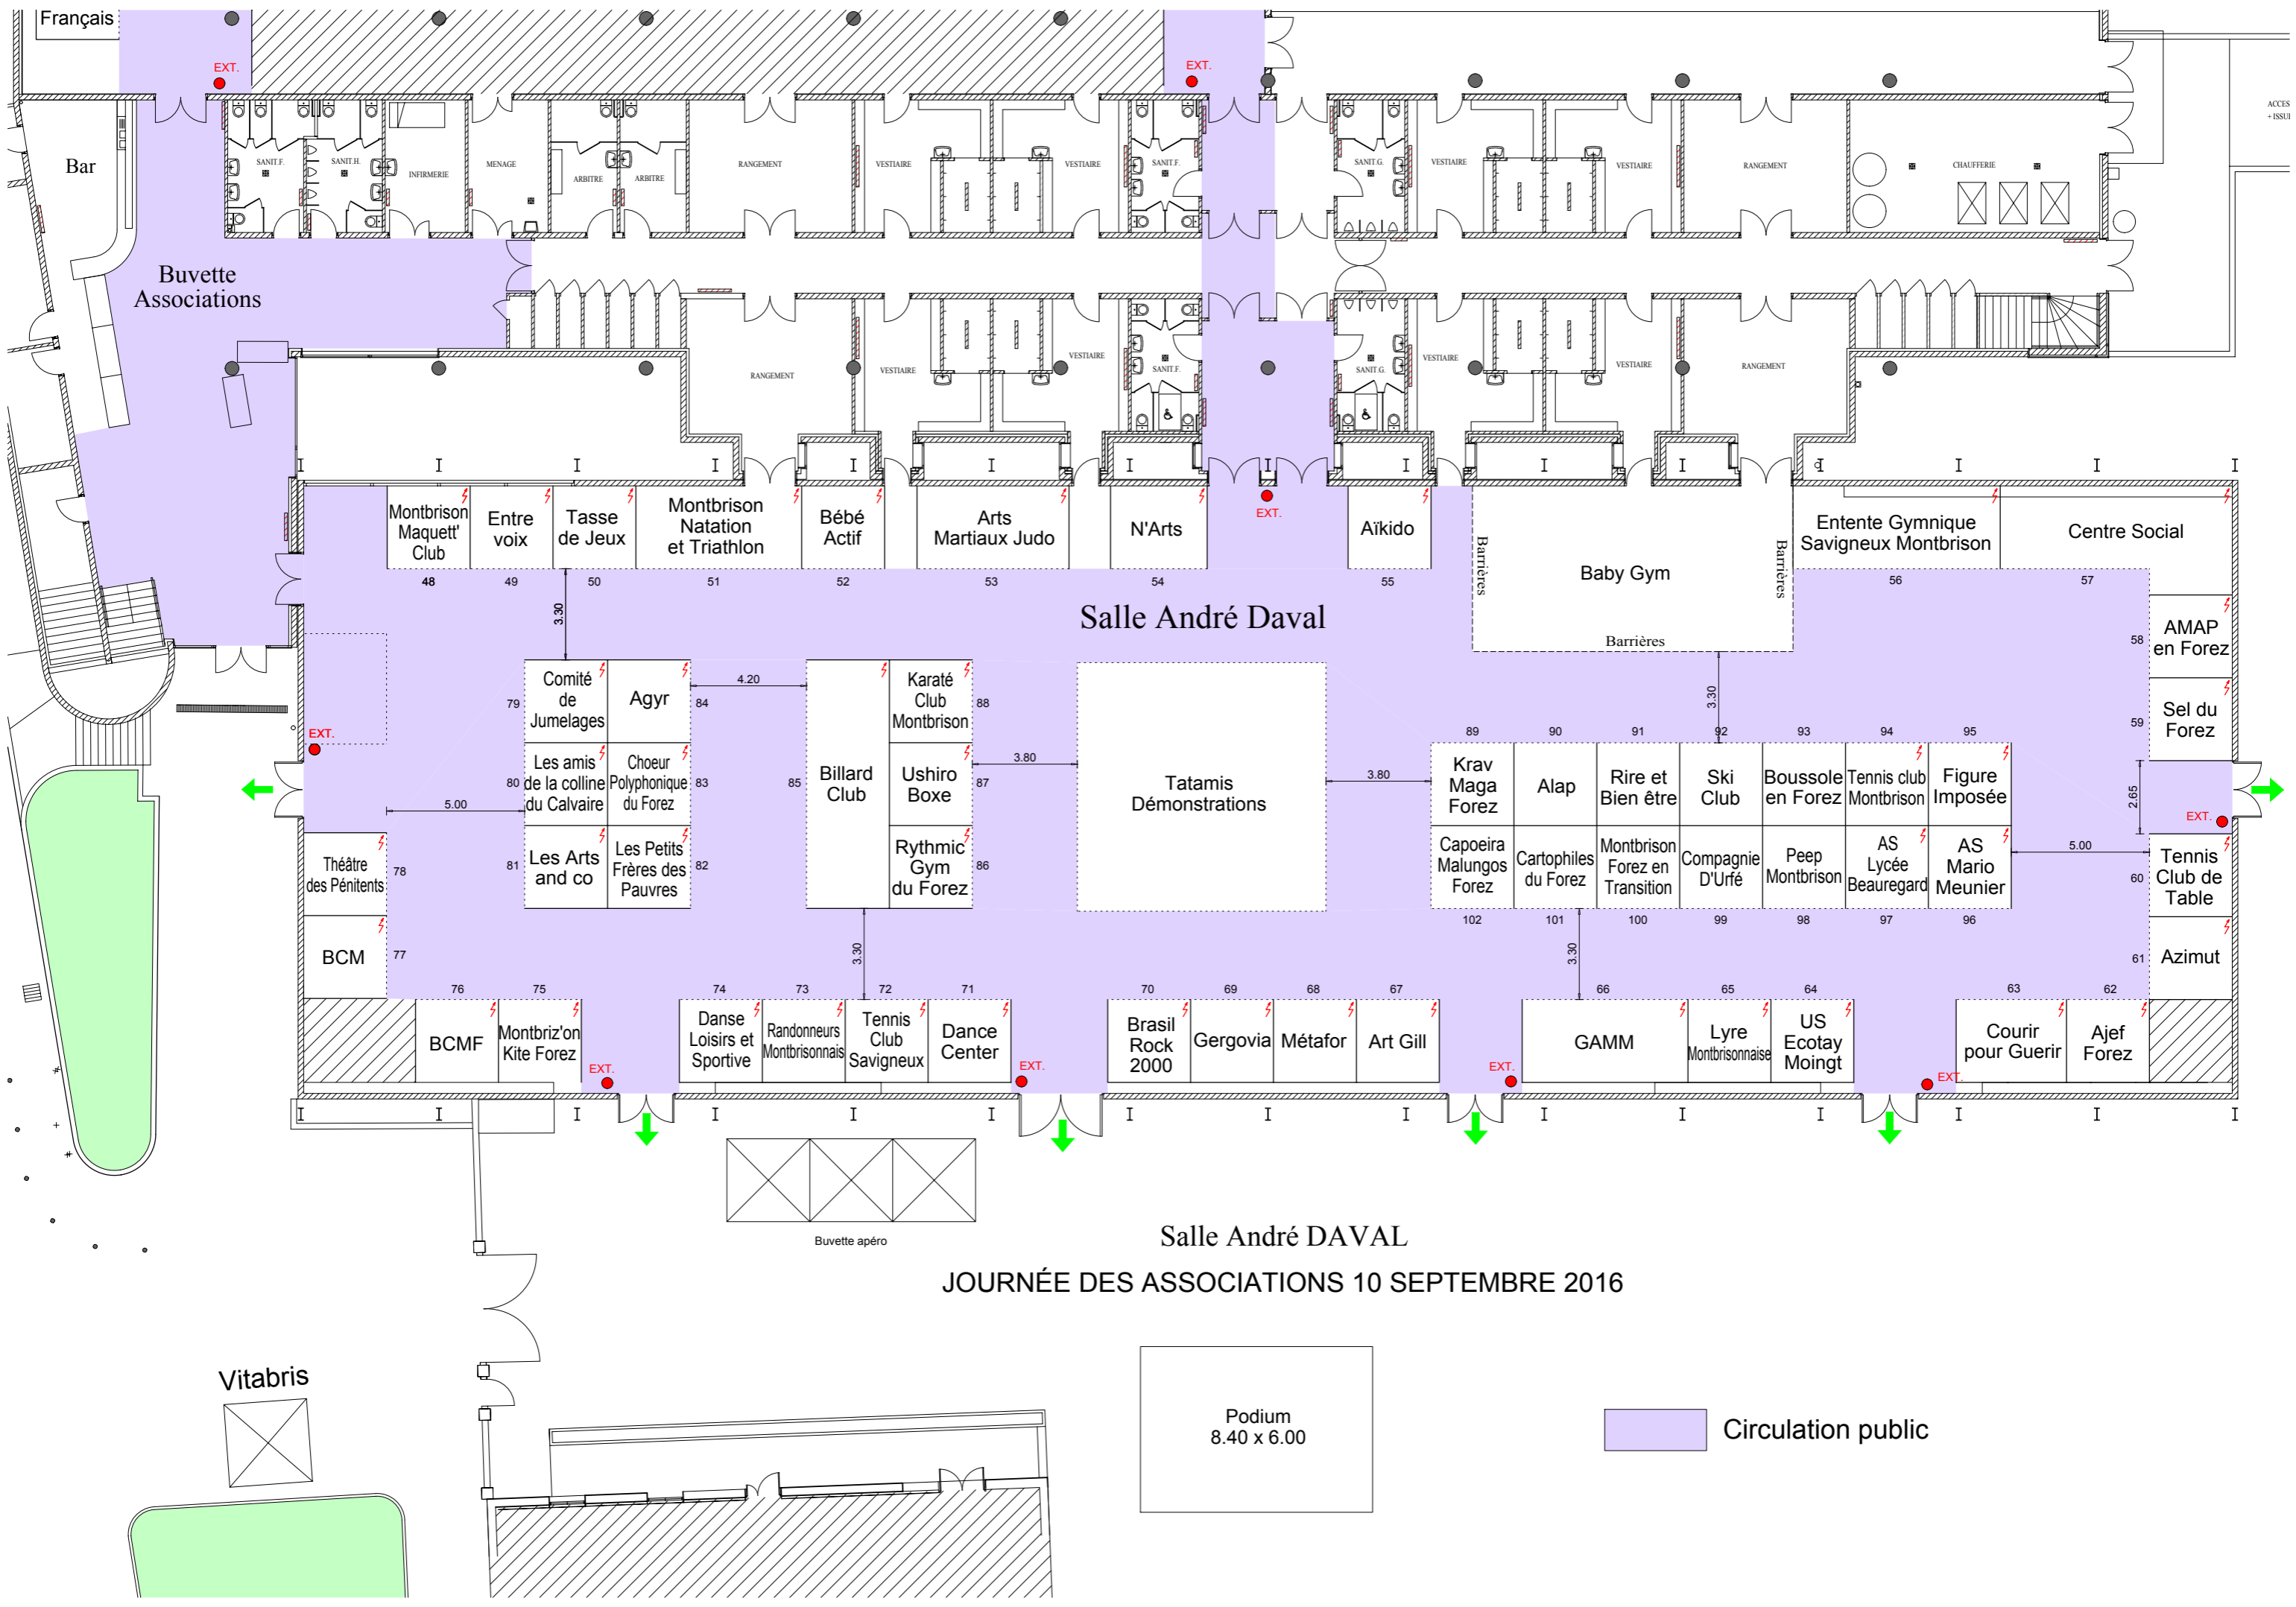 Français
EXT.
EXT.
ACCES
+ ISSU
Bar
SANIT.F.
SANIT.H.
INFIRMERIE
MENAGE
ARBITRE
ARBITRE
RANGEMENT
VESTIAIRE
VESTIAIRE
SANIT.F.
SANIT.G.
VESTIAIRE
VESTIAIRE
RANGEMENT
CHAUFFERIE
Buvette
Associations
RANGEMENT
VESTIAIRE
VESTIAIRE
SANIT.F.
SANIT.G.
VESTIAIRE
VESTIAIRE
RANGEMENT
Montbrison
Maquett'
Club
Entre
voix
Tasse
de Jeux
Montbrison
Natation
et Triathlon
Bébé
Actif
Arts
Martiaux Judo
N'Arts
EXT.
Aïkido
Barrières
Baby Gym
Barrières
Barrières
Entente Gymnique
Savigneux Montbrison
Centre Social
48
49
50
51
52
53
54
55
56
57
3.30
Salle André Daval
58
AMAP
en Forez
59
Sel du
Forez
EXT.
79
Comité
de
Jumelages
Agyr
84
4.20
Karaté
Club
Montbrison
88
3.30
80
Les amis
de la colline
du Calvaire
Choeur
Polyphonique
du Forez
83
85
Billard
Club
Ushiro
Boxe
87
3.80
Tatamis
Démonstrations
3.80
5.00
81
Les Arts
and co
Les Petits
Frères des
Pauvres
82
Rythmic
Gym
du Forez
86
89
90
91
92
93
94
95
Krav
Maga
Forez
Alap
Rire et
Bien être
Ski
Club
Boussole
en Forez
Tennis club
Montbrison
Figure
Imposée
2.65
EXT.
Capoeira
Malungos
Forez
Cartophiles
du Forez
Montbrison
Forez en
Transition
Compagnie
D'Urfé
Peep
Montbrison
AS
Lycée
Beauregard
AS
Mario
Meunier
5.00
102
101
100
99
98
97
96
60
Tennis
Club de
Table
61
Azimut
Théâtre
des Pénitents
78
BCM
77
3.30
3.30
76
75
74
73
72
71
70
69
68
67
66
65
64
63
62
BCMF
Montbriz'on
Kite Forez
EXT.
Danse
Loisirs et
Sportive
Randonneurs
Montbrisonnais
Tennis
Club
Savigneux
Dance
Center
EXT.
Brasil
Rock
2000
Gergovia
Métafor
Art Gill
EXT.
GAMM
Lyre
Montbrisonnaise
US
Ecotay
Moingt
EXT.
Courir
pour Guerir
Ajef
Forez
Buvette apéro
Salle André DAVAL
JOURNÉE DES ASSOCIATIONS 10 SEPTEMBRE 2016
Vitabris
Podium
8.40 x 6.00
Circulation public